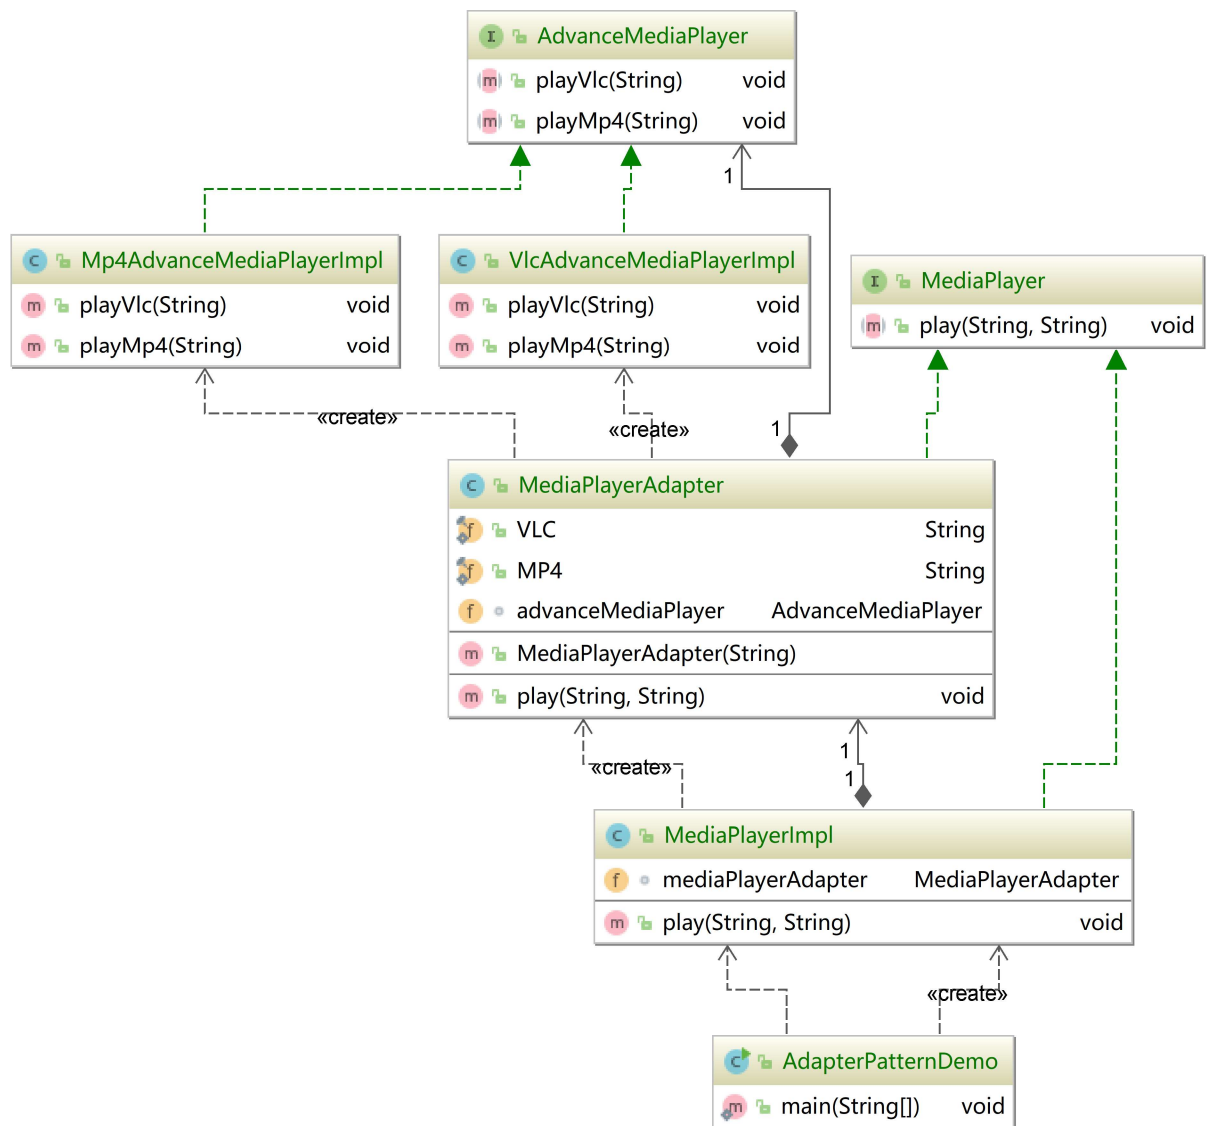 AdvanceMediaPlayer
playVlc(String) void
playMp4(String) void
1
Mp4AdvanceMediaPlayerImpl
playVlc(String) void
playMp4(String) void
VlcAdvanceMediaPlayerImpl
playVlc(String) void
playMp4(String) void
MediaPlayer
play(String, String) void
«create»
«create»
1
MediaPlayerAdapter
VLC String
MP4 String
advanceMediaPlayer AdvanceMediaPlayer
MediaPlayerAdapter(String)
play(String, String) void
«create»
1
1
MediaPlayerImpl
mediaPlayerAdapter MediaPlayerAdapter
play(String, String) void
«create»
AdapterPatternDemo
main(String[]) void